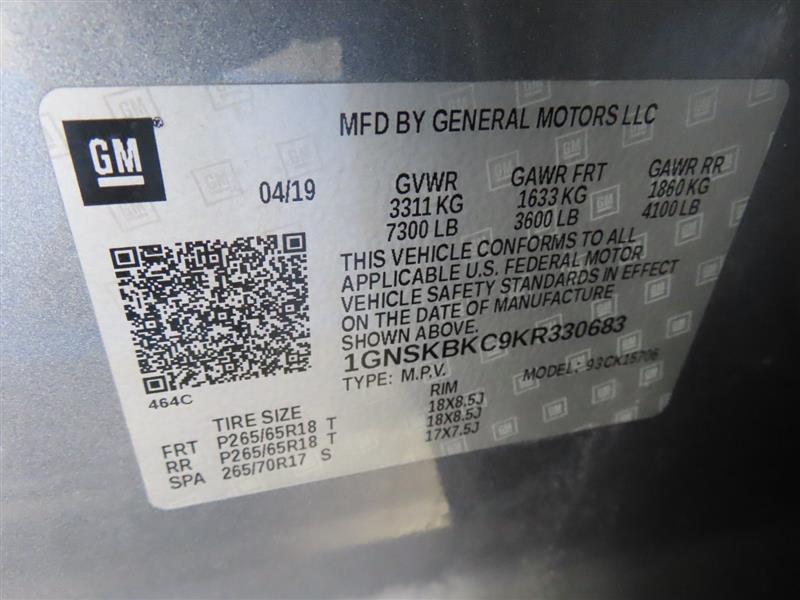 GM
MFD BY GENERAL MOTORS LLC
04/19
GVWR
3311 KG
7300 LB
GAWR FRT
1633 KG
3600 LB
GAWR RR
1860 KG
4100 LB
THIS VEHICLE CONFORMS TO ALL
APPLICABLE U.S. FEDERAL MOTOR
VEHICLE SAFETY STANDARDS IN EFFECT
ON THE DATE OF MANUFACTURE
SHOWN ABOVE.
1GNSKBKC9KR330683
TYPE: M.P.V. MODEL: 93CK15706
464C
TIRE SIZE RIM
FRT P265/65R18 T 18X8.5J
RR P265/65R18 T 18X8.5J
SPA 265/70R17 S 17X7.5J